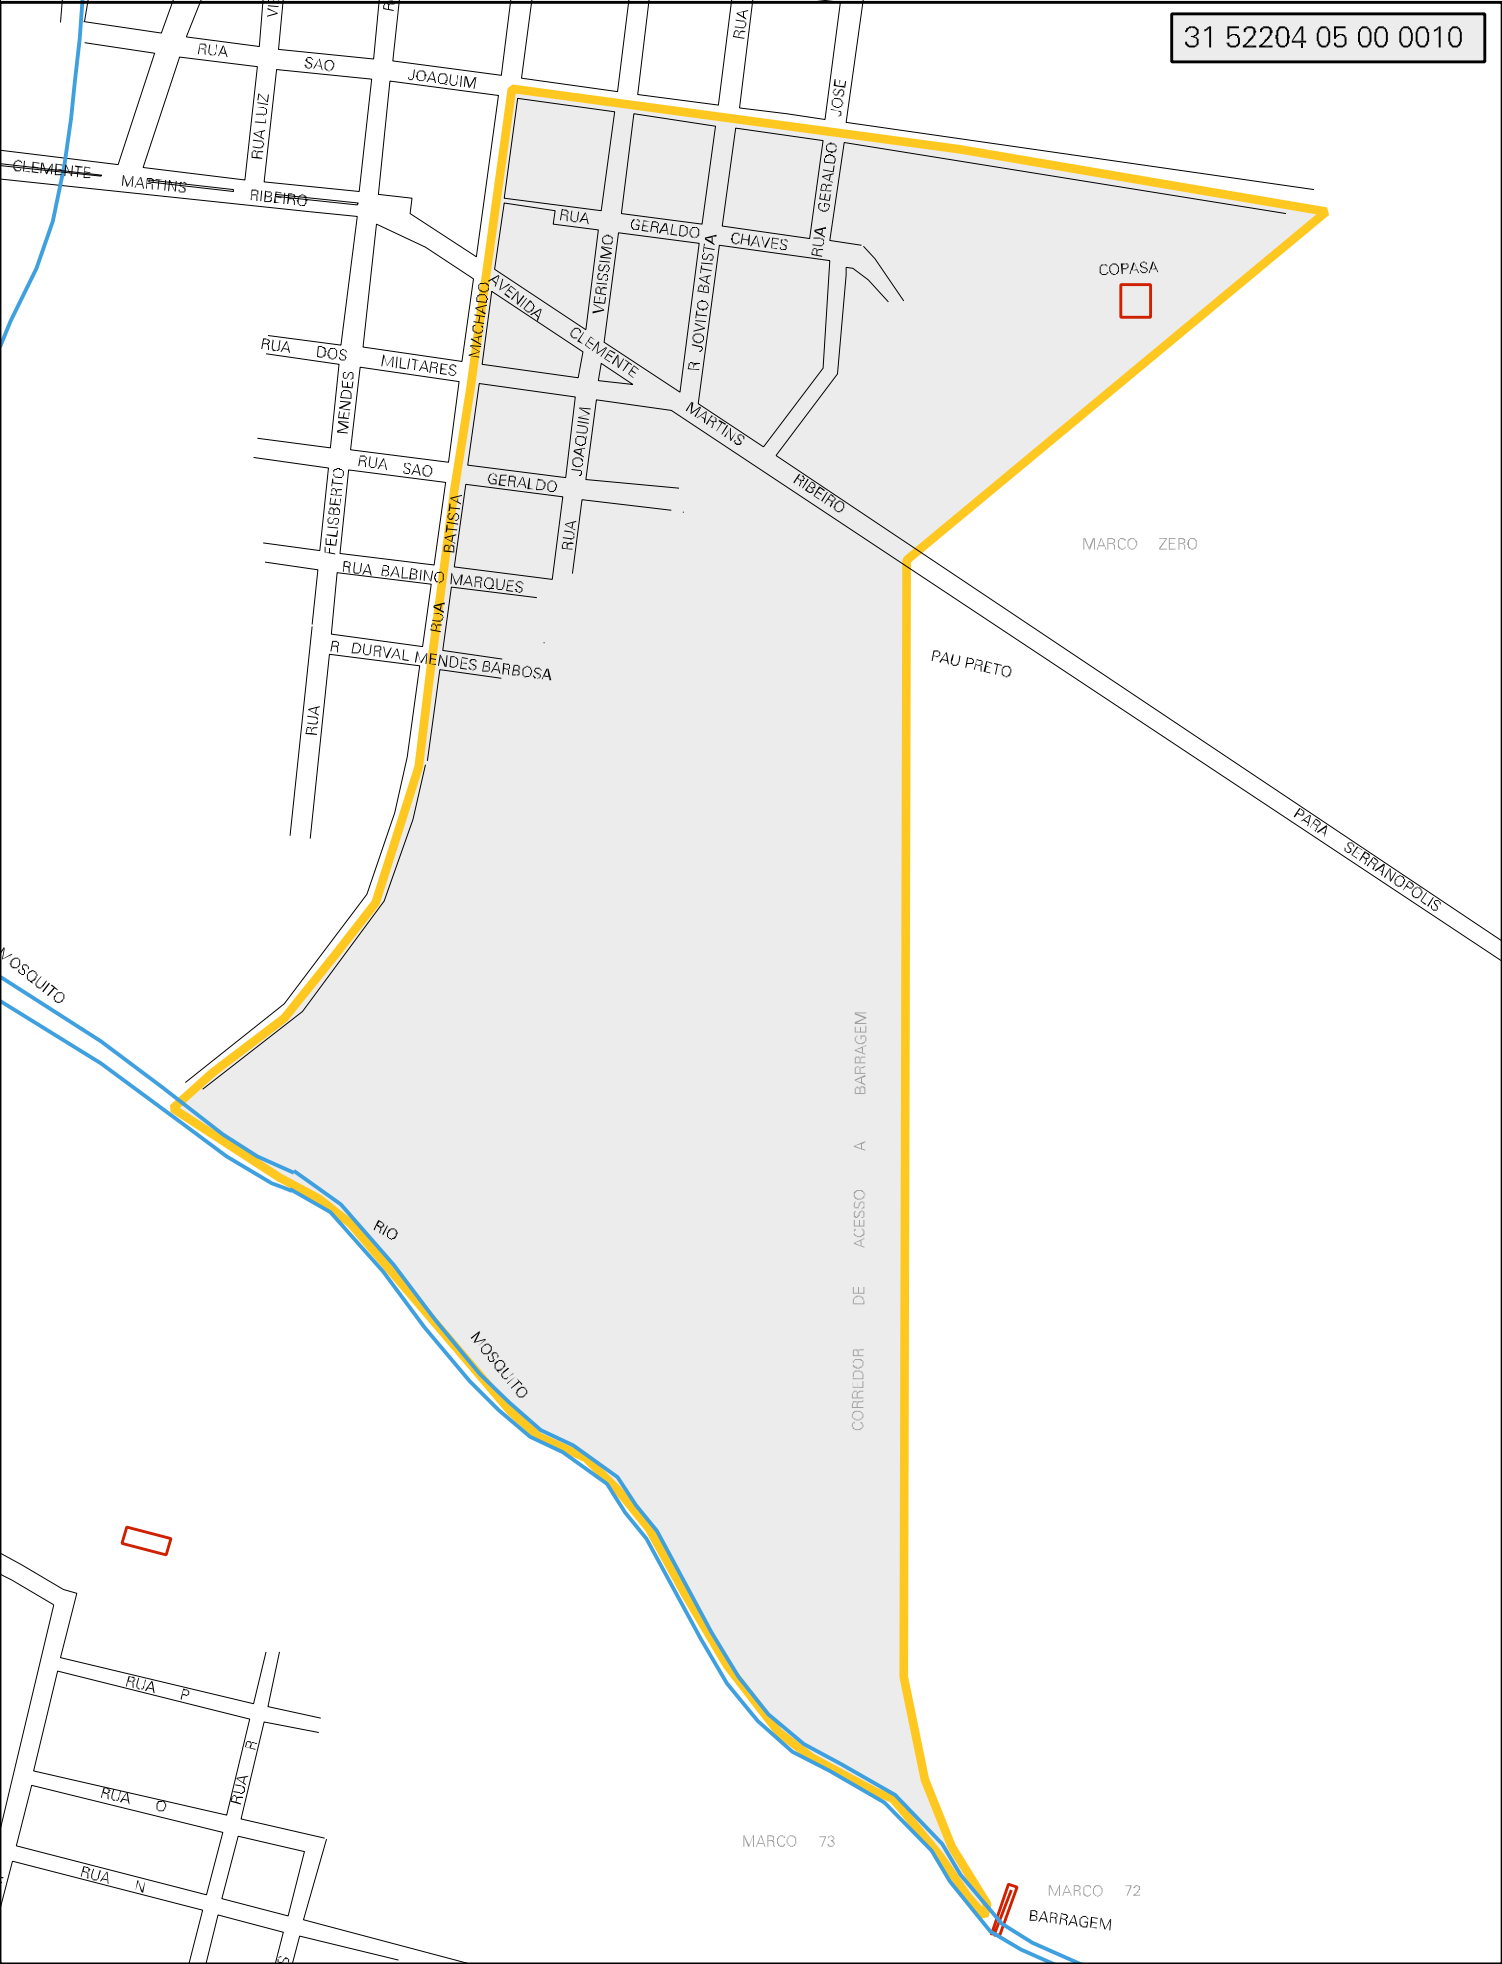 31 52204 05 00 0010
RUA SAO JOAQUIM
RUA LUIZ
RUA
JOSE
RUA GERALDO
CLEMENTE MARTINS RIBEIRO
RUA GERALDO CHAVES
COPASA
VERISSIMO
R JOVITO BATISTA
AVENIDA CLEMENTE MARTINS RIBEIRO
MACHADO
RUA DOS MILITARES
MENDES
JOAQUIM
RUA SAO GERALDO
FELISBERTO
BATISTA
RUA
MARCO ZERO
RUA BALBINO MARQUES
RUA
R DURVAL MENDES BARBOSA
PAU PRETO
RUA
PARA SERRANOPOLIS
MOSQUITO
CORREDOR DE ACESSO A BARRAGEM
RIO MOSQUITO
RUA P
RUA R
RUA O
RUA N
MARCO 73
MARCO 72
BARRAGEM